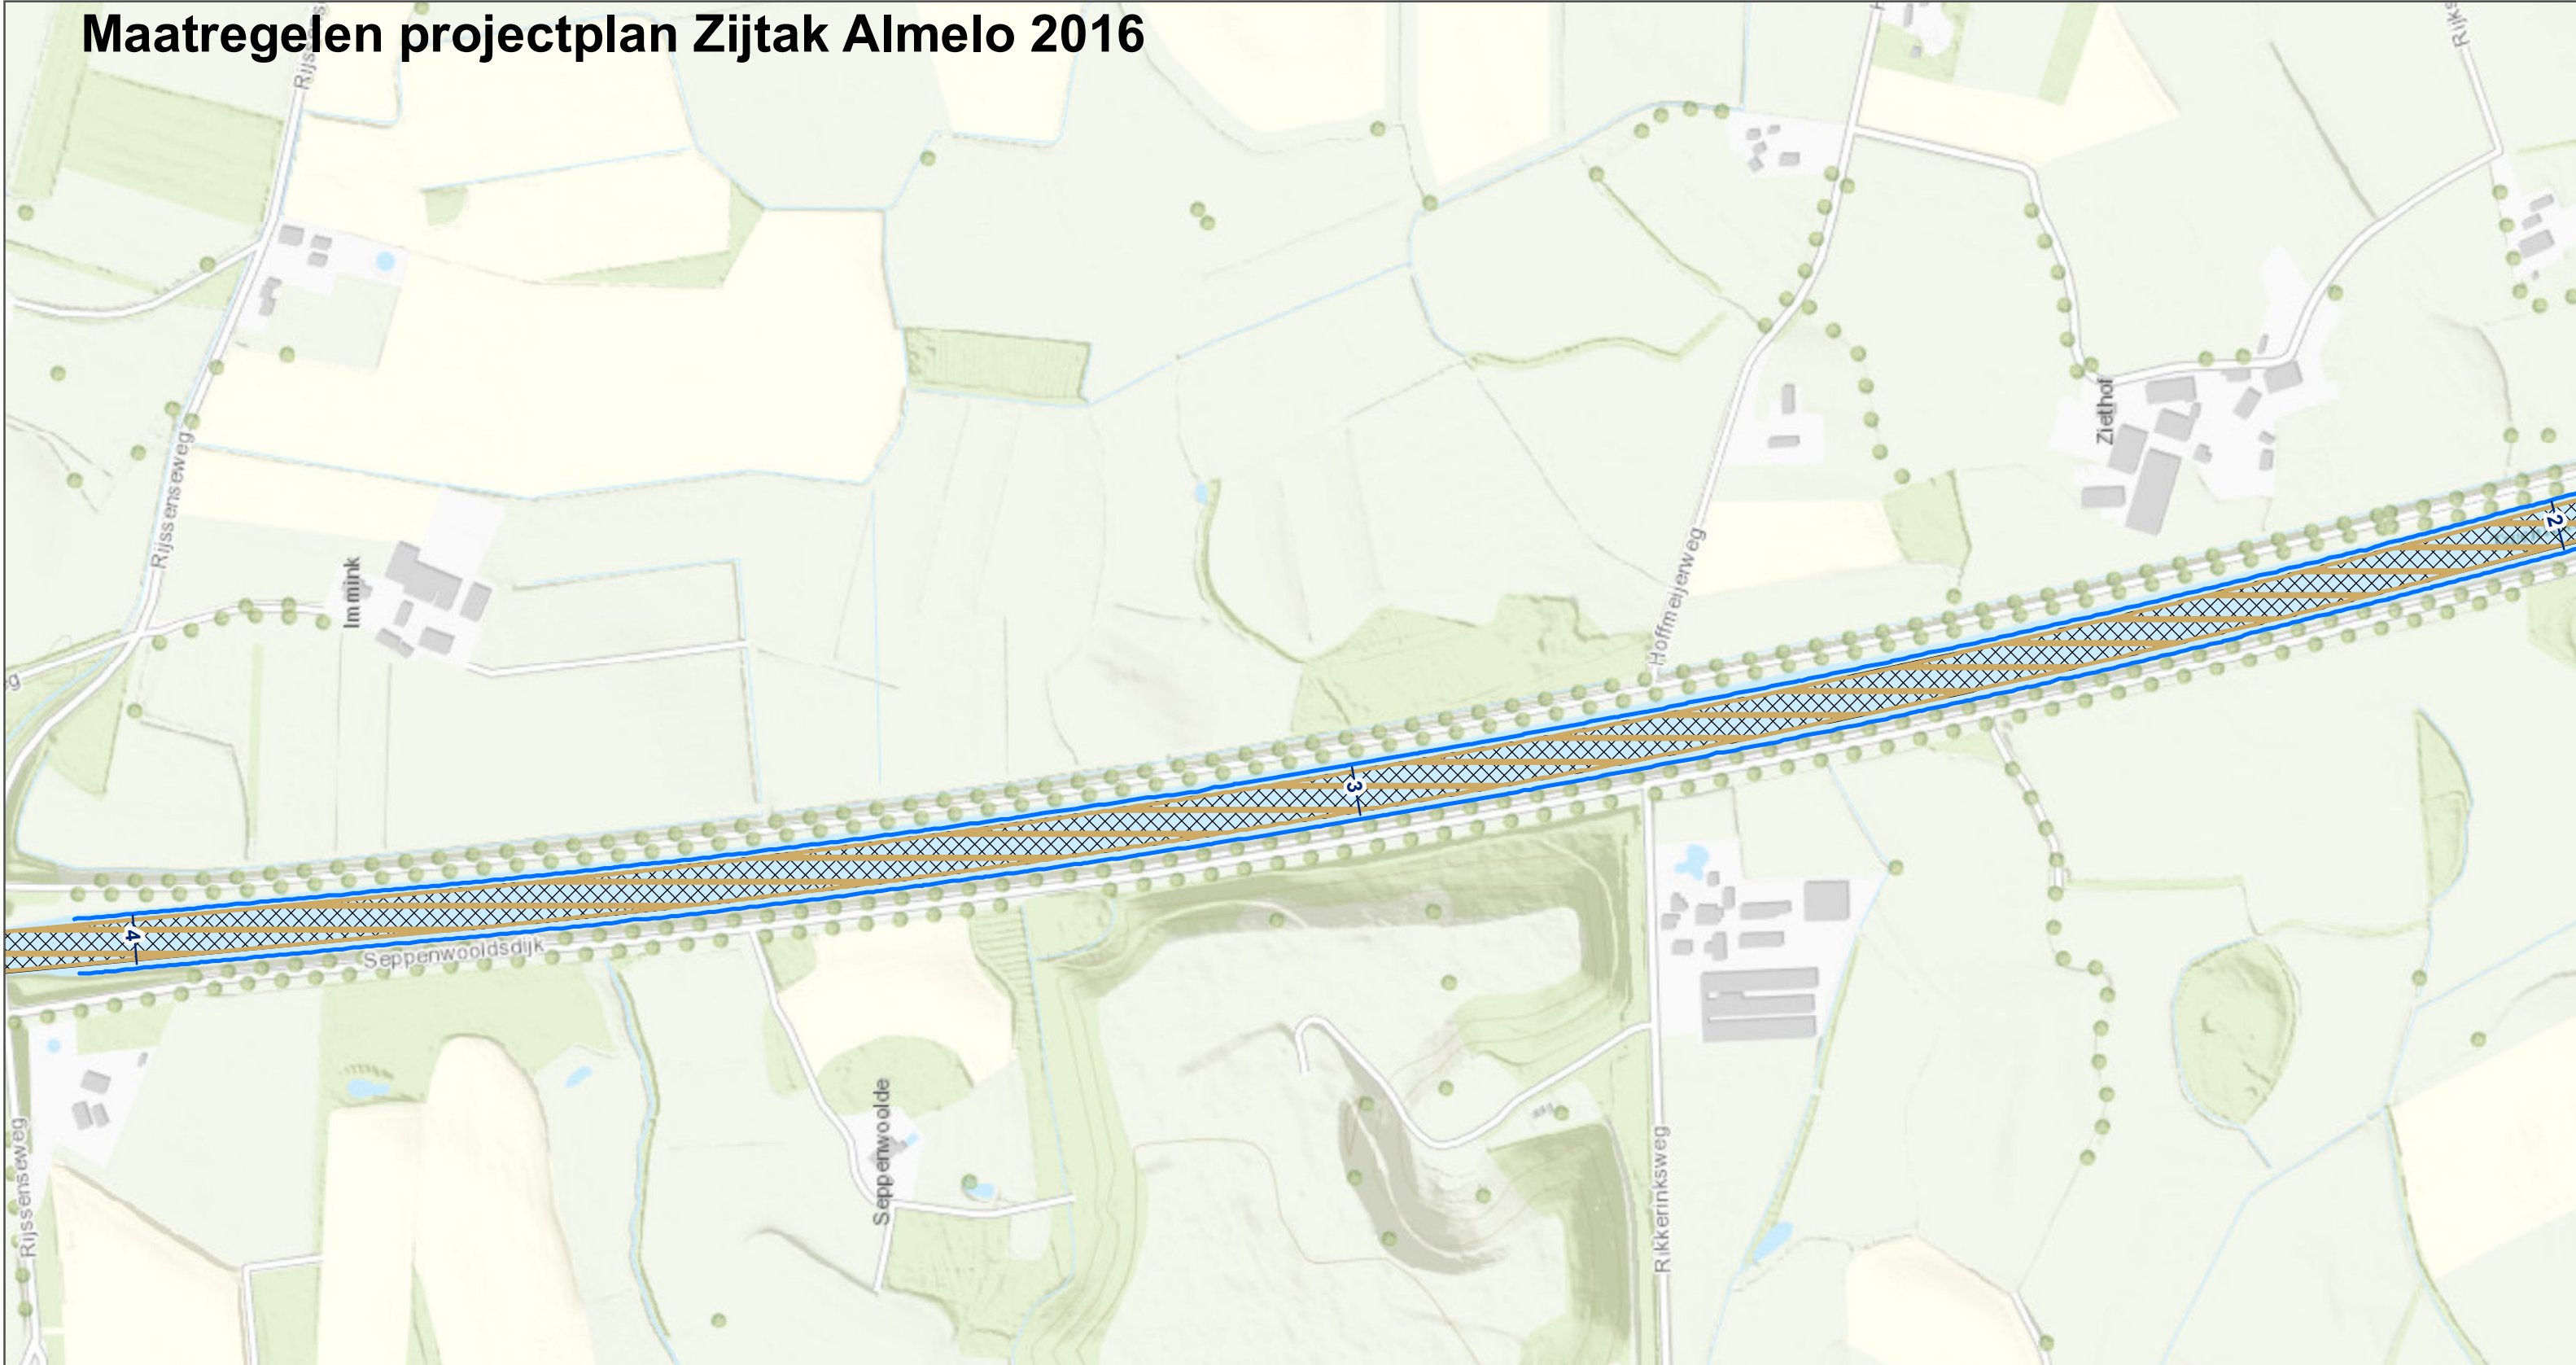 Maatregelen projectplan Zijtak Almelo 2016
Rijssenseweg
Immink
Hoffmeijerweg
Ziethof
2
3
4
Seppenwooldsdijk
Seppenwoolde
Rikkerinksweg
Rijssenseweg